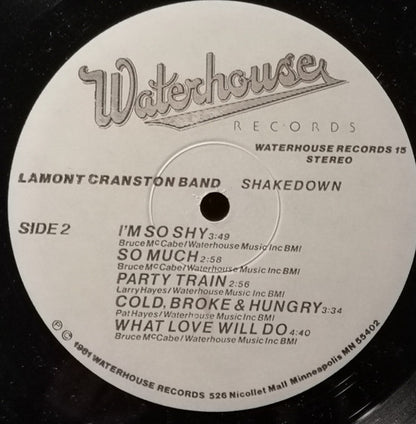 Waterhouse
RECORDS
WATERHOUSE RECORDS 15
STEREO
LAMONT CRANSTON BAND SHAKEDOWN
SIDE 2
I'M SO SHY 3:49
Bruce McCabe/Waterhouse Music Inc BMI
SO MUCH 2:58
Bruce McCabe/Waterhouse Music Inc BMI
PARTY TRAIN 2:56
Larry Hayes/Waterhouse Music Inc BMI
COLD, BROKE & HUNGRY 3:34
Pat Hayes/Waterhouse Music Inc BMI
WHAT LOVE WILL DO 4:40
Bruce McCabe/Waterhouse Music Inc BMI
℗ © 1981 WATERHOUSE RECORDS 526 Nicollet Mall Minneapolis MN 55402